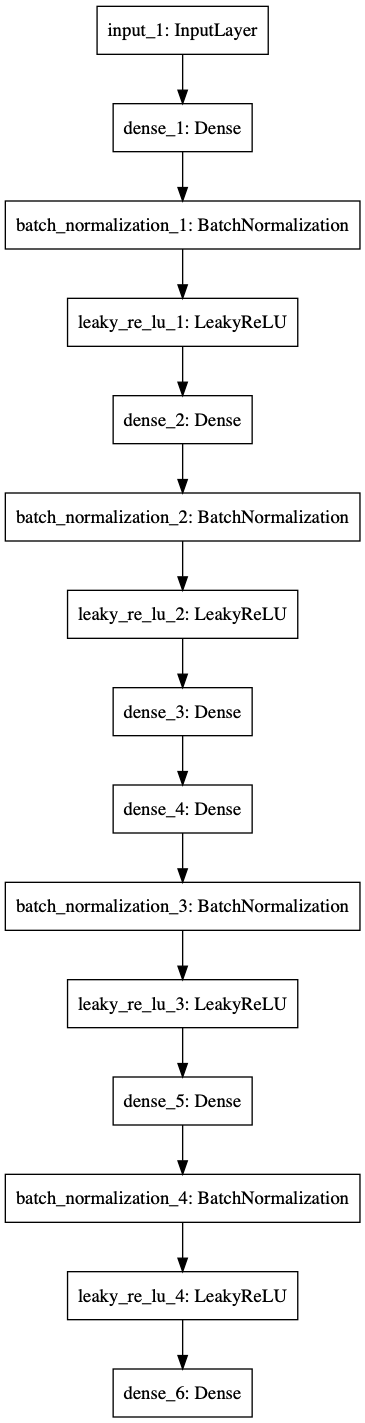 input_1: InputLayer
dense_1: Dense
batch_normalization_1: BatchNormalization
leaky_re_lu_1: LeakyReLU
dense_2: Dense
batch_normalization_2: BatchNormalization
leaky_re_lu_2: LeakyReLU
dense_3: Dense
dense_4: Dense
batch_normalization_3: BatchNormalization
leaky_re_lu_3: LeakyReLU
dense_5: Dense
batch_normalization_4: BatchNormalization
leaky_re_lu_4: LeakyReLU
dense_6: Dense